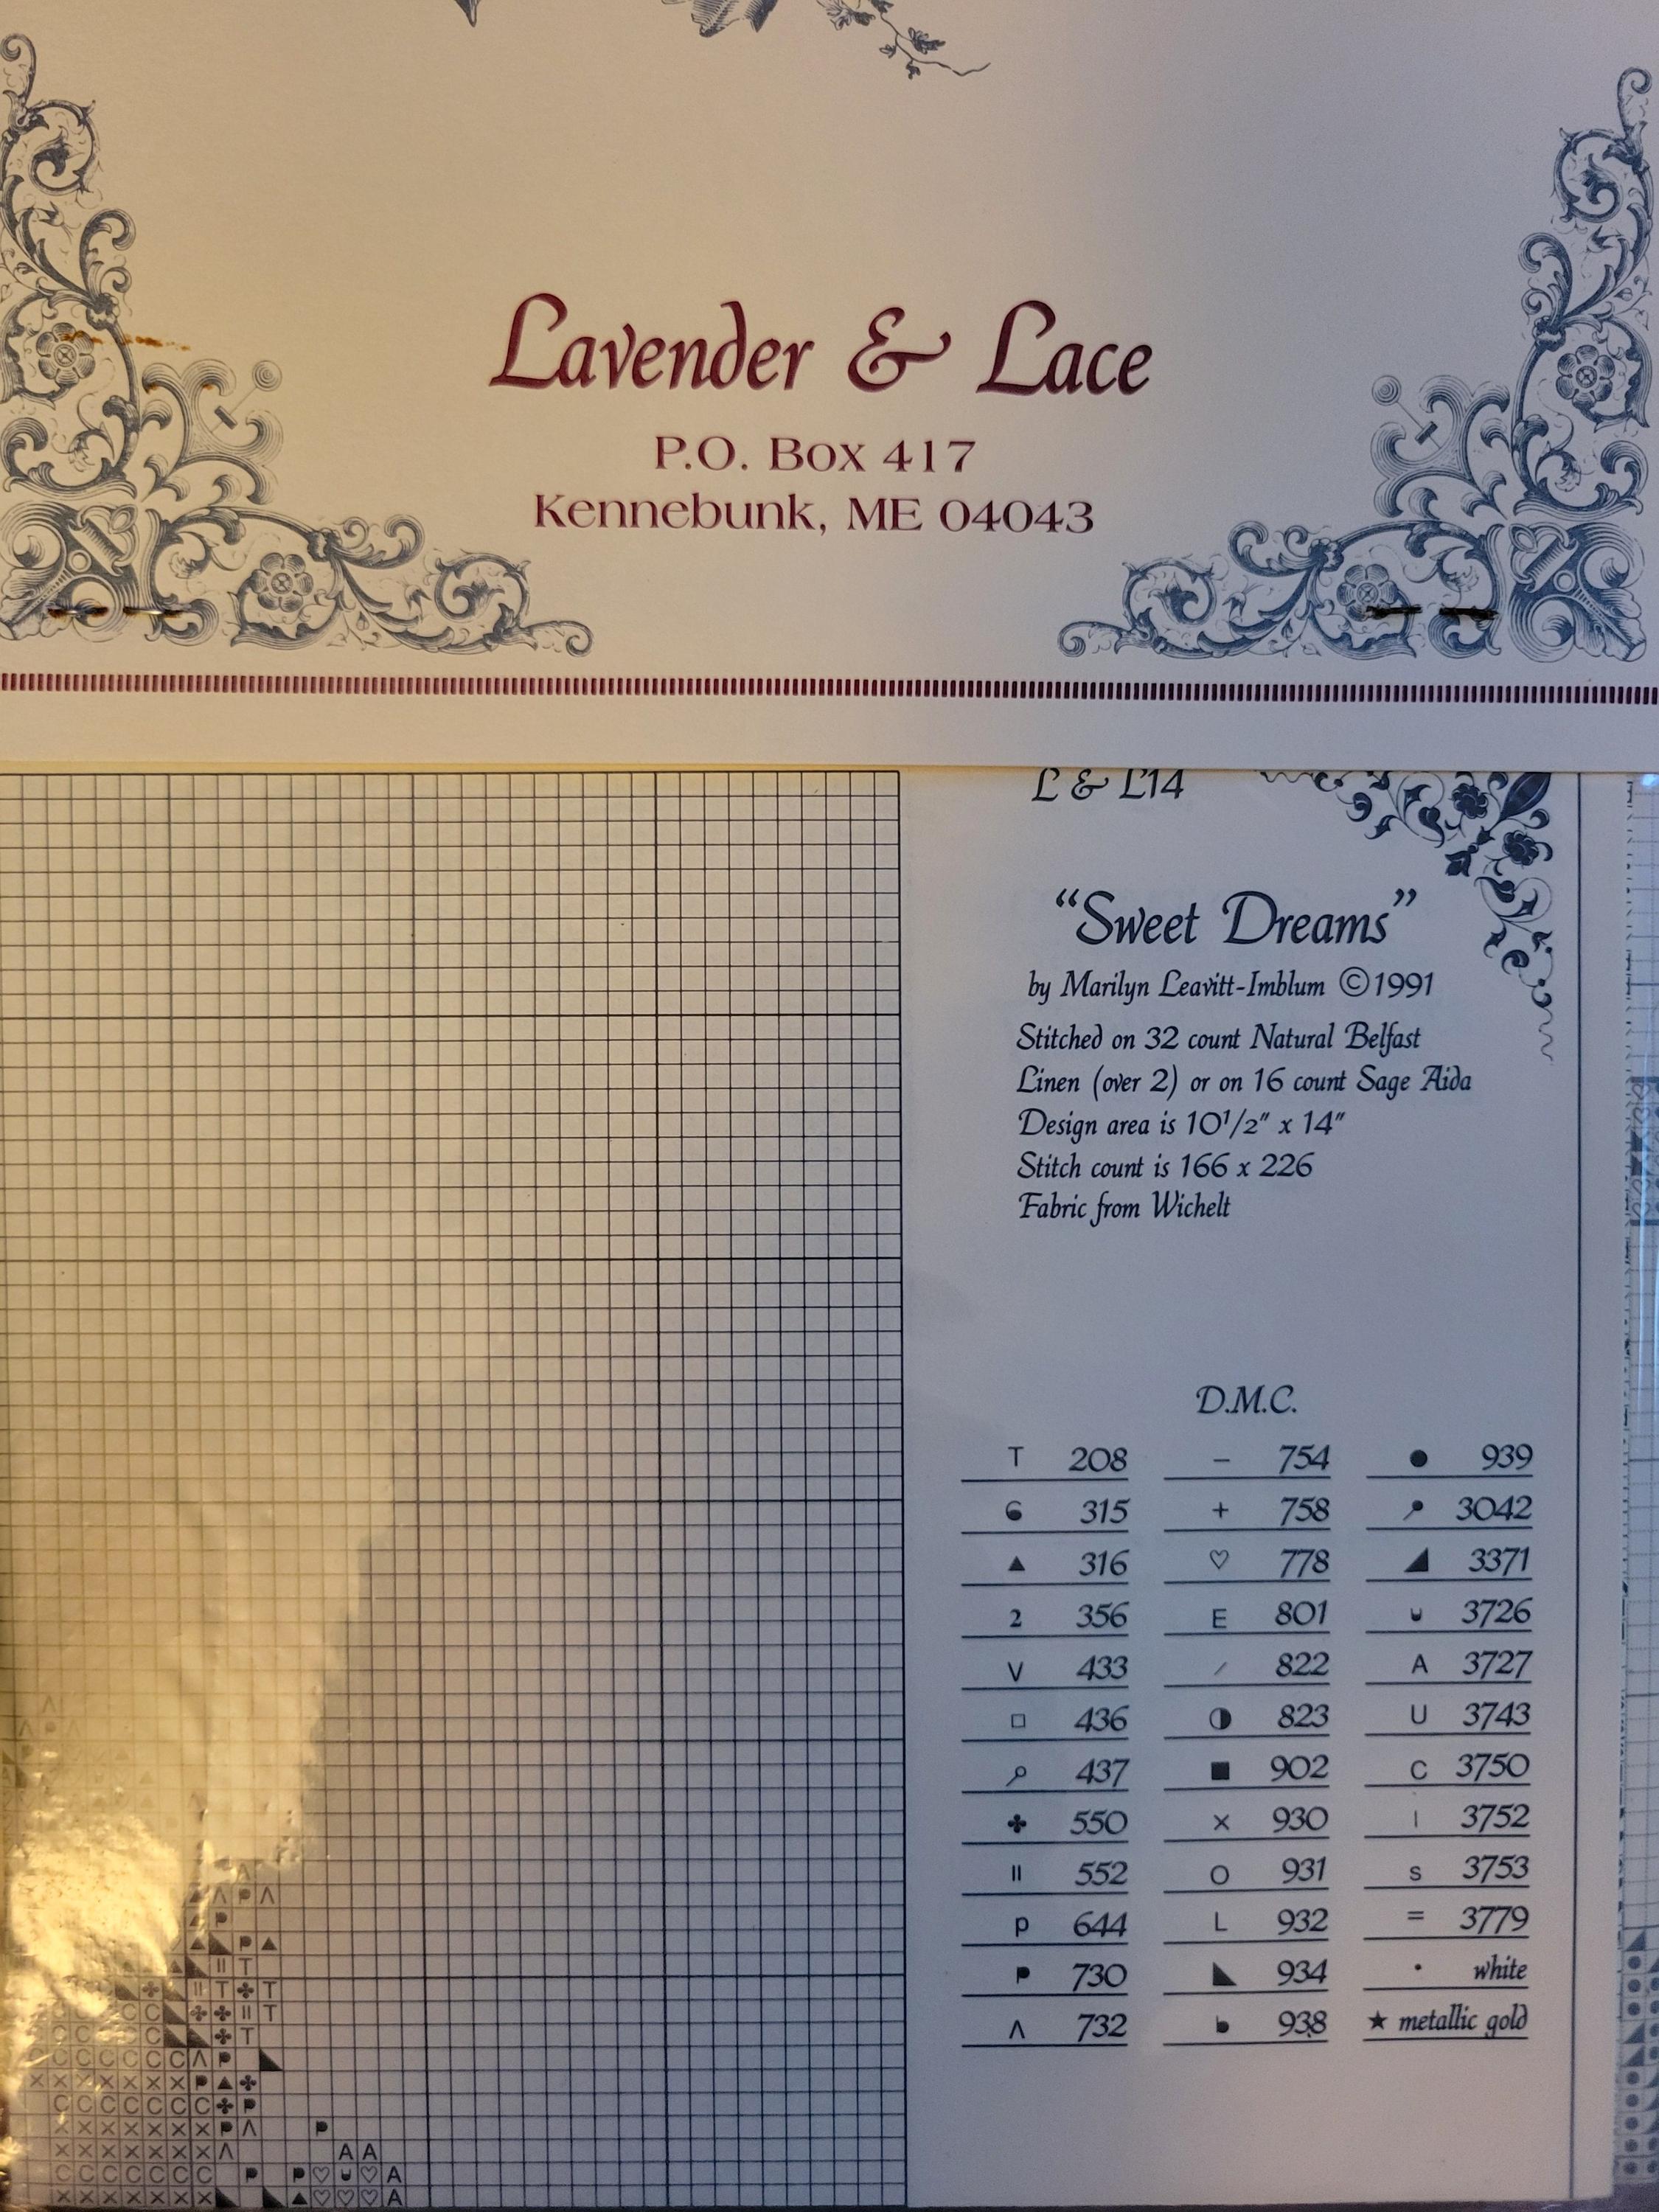 Lavender & Lace
P.O. Box 417
Kennebunk, ME 04043
L & L14
“Sweet Dreams”
by Marilyn Leavitt-Imblum ©1991
Stitched on 32 count Natural Belfast
Linen (over 2) or on 16 count Sage Aida
Design area is 10 1/2" x 14"
Stitch count is 166 x 226
Fabric from Wichelt
D.M.C.
T 208 – 754 ● 939
315 + 758 3042
▲ 316 ♡ 778 ◢ 3371
2 356 E 801 3726
V 433 ⁄ 822 A 3727
□ 436 ◑ 823 U 3743
437 ■ 902 C 3750
✤ 550 × 930 | 3752
॥ 552 O 931 s 3753
p 644 L 932 = 3779
730 ◣ 934 • white
Λ 732 938 ★ metallic gold